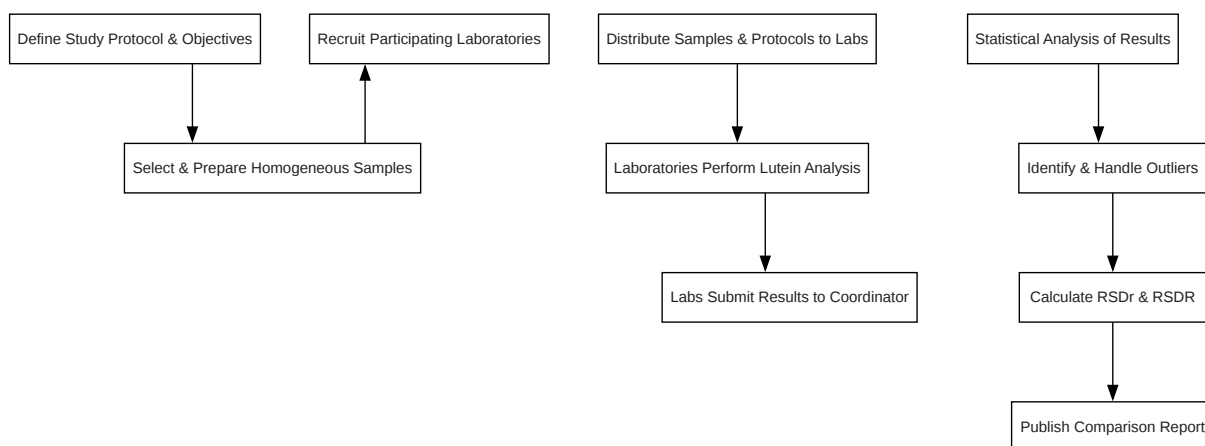 Define Study Protocol & Objectives
Recruit Participating Laboratories
Distribute Samples & Protocols to Labs
Statistical Analysis of Results
Select & Prepare Homogeneous Samples
Laboratories Perform Lutein Analysis
Identify & Handle Outliers
Labs Submit Results to Coordinator
Calculate RSDr & RSDR
Publish Comparison Report